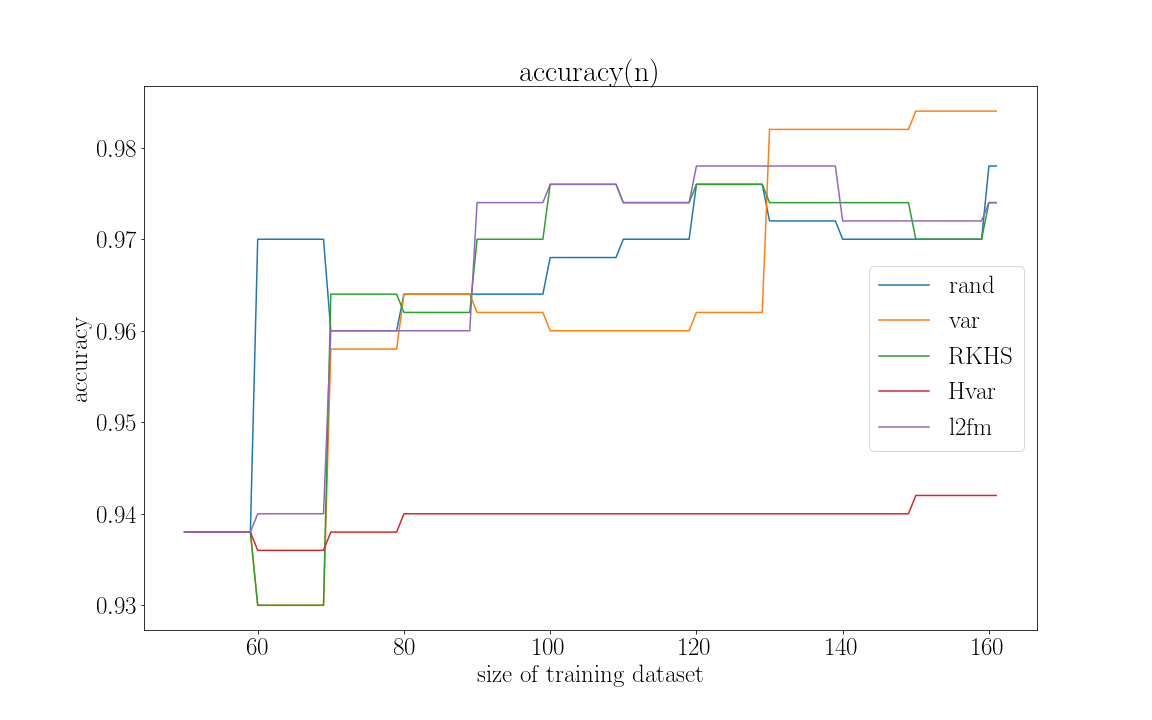 accuracy(n)
accuracy
0.98
0.97
0.96
0.95
0.94
0.93
rand
var
RKHS
Hvar
l2fm
60 80 100 120 140 160
size of training dataset